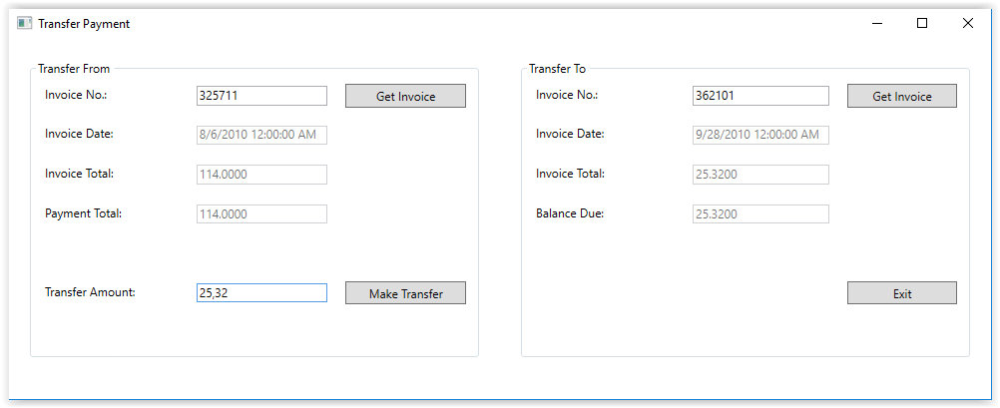 Transfer Payment
Transfer From
Invoice No.: 325711 Get Invoice
Invoice Date: 8/6/2010 12:00:00 AM
Invoice Total: 114.0000
Payment Total: 114.0000
Transfer Amount: 25,32 Make Transfer
Transfer To
Invoice No.: 362101 Get Invoice
Invoice Date: 9/28/2010 12:00:00 AM
Invoice Total: 25.3200
Balance Due: 25.3200
Exit